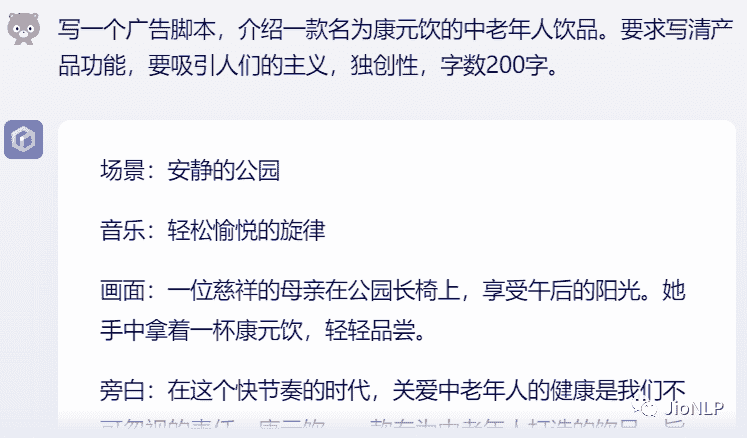 写一个广告脚本，介绍一款名为康元饮的中老年人饮品。要求写清产
品功能，要吸引人们的主义，独创性，字数200字。
场景：安静的公园
音乐：轻松愉悦的旋律
画面：一位慈祥的母亲在公园长椅上，享受午后的阳光。她
手中拿着一杯康元饮，轻轻品尝。
旁白：在这个快节奏的时代，关爱中老年人的健康是我们不
JioNLP